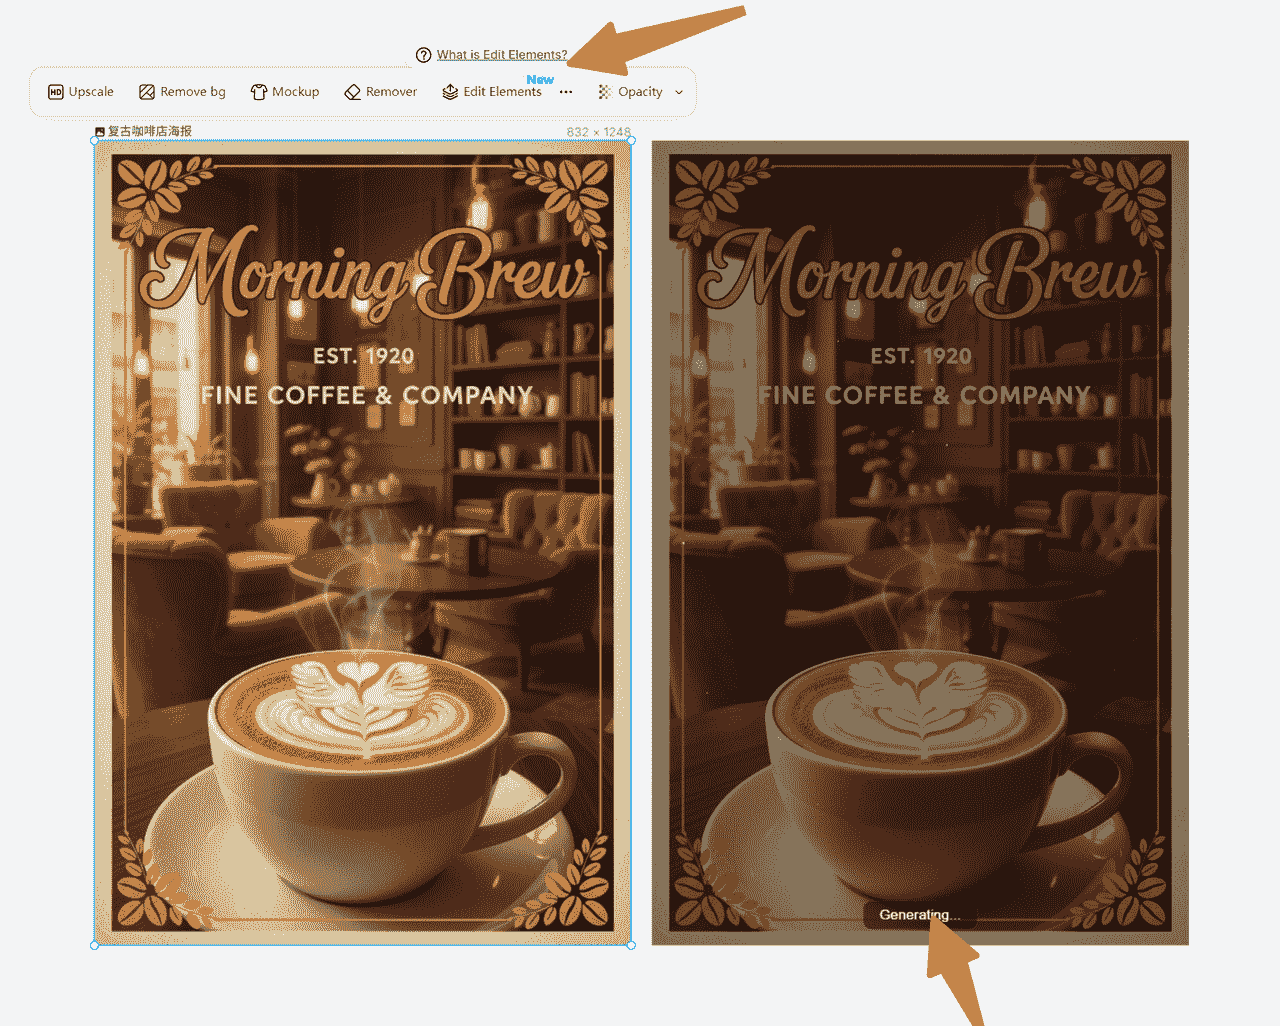 What is Edit Elements?
New
HD Upscale Remove bg Mockup Remover Edit Elements ... Opacity
复古咖啡店海报 832 × 1248
Morning Brew
EST. 1920
FINE COFFEE & COMPANY
Morning Brew
EST. 1920
FINE COFFEE & COMPANY
Generating...